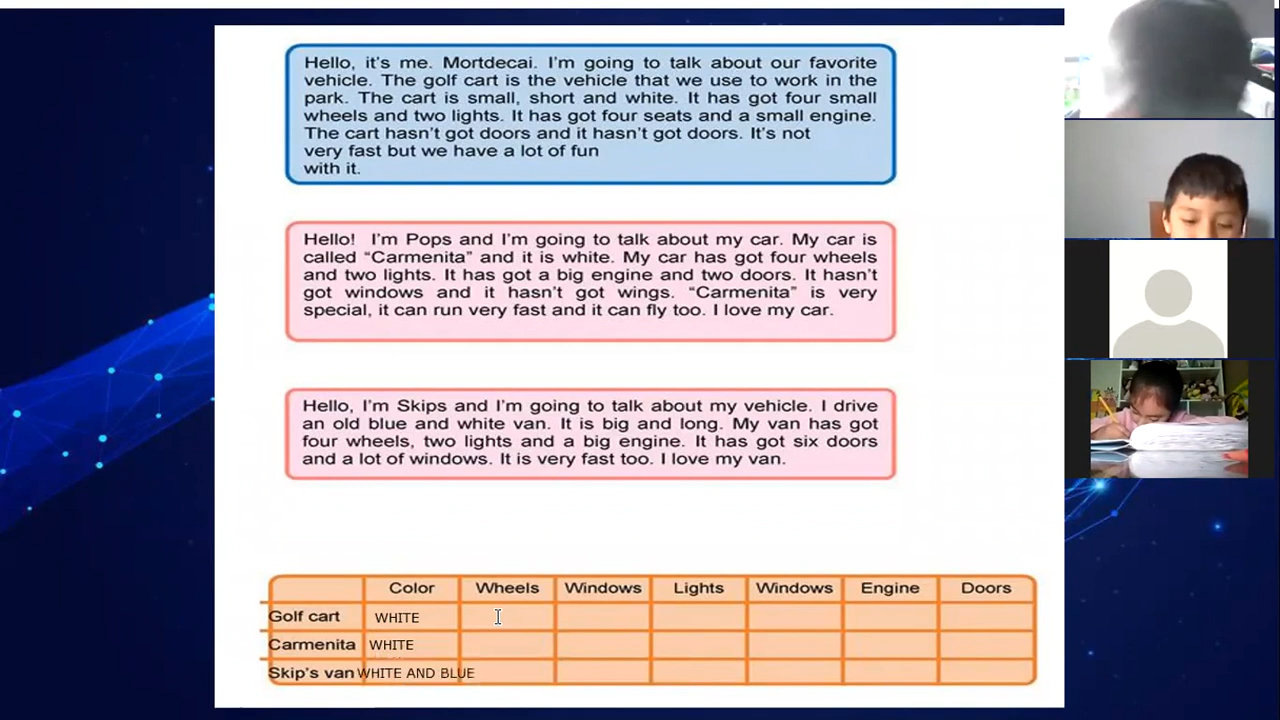 Hello, it's me. Mortdecai. I'm going to talk about our favorite
vehicle. The golf cart is the vehicle that we use to work in the
park. The cart is small, short and white. It has got four small
wheels and two lights. It has got four seats and a small engine.
The cart hasn't got doors and it hasn't got doors. It's not
very fast but we have a lot of fun
with it.
Hello! I'm Pops and I'm going to talk about my car. My car is
called “Carmenita” and it is white. My car has got four wheels
and two lights. It has got a big engine and two doors. It hasn't
got windows and it hasn't got wings. “Carmenita” is very
special, it can run very fast and it can fly too. I love my car.
Hello, I'm Skips and I'm going to talk about my vehicle. I drive
an old blue and white van. It is big and long. My van has got
four wheels, two lights and a big engine. It has got six doors
and a lot of windows. It is very fast too. I love my van.
Color Wheels Windows Lights Windows Engine Doors
Golf cart WHITE
Carmenita WHITE
Skip's van WHITE AND BLUE